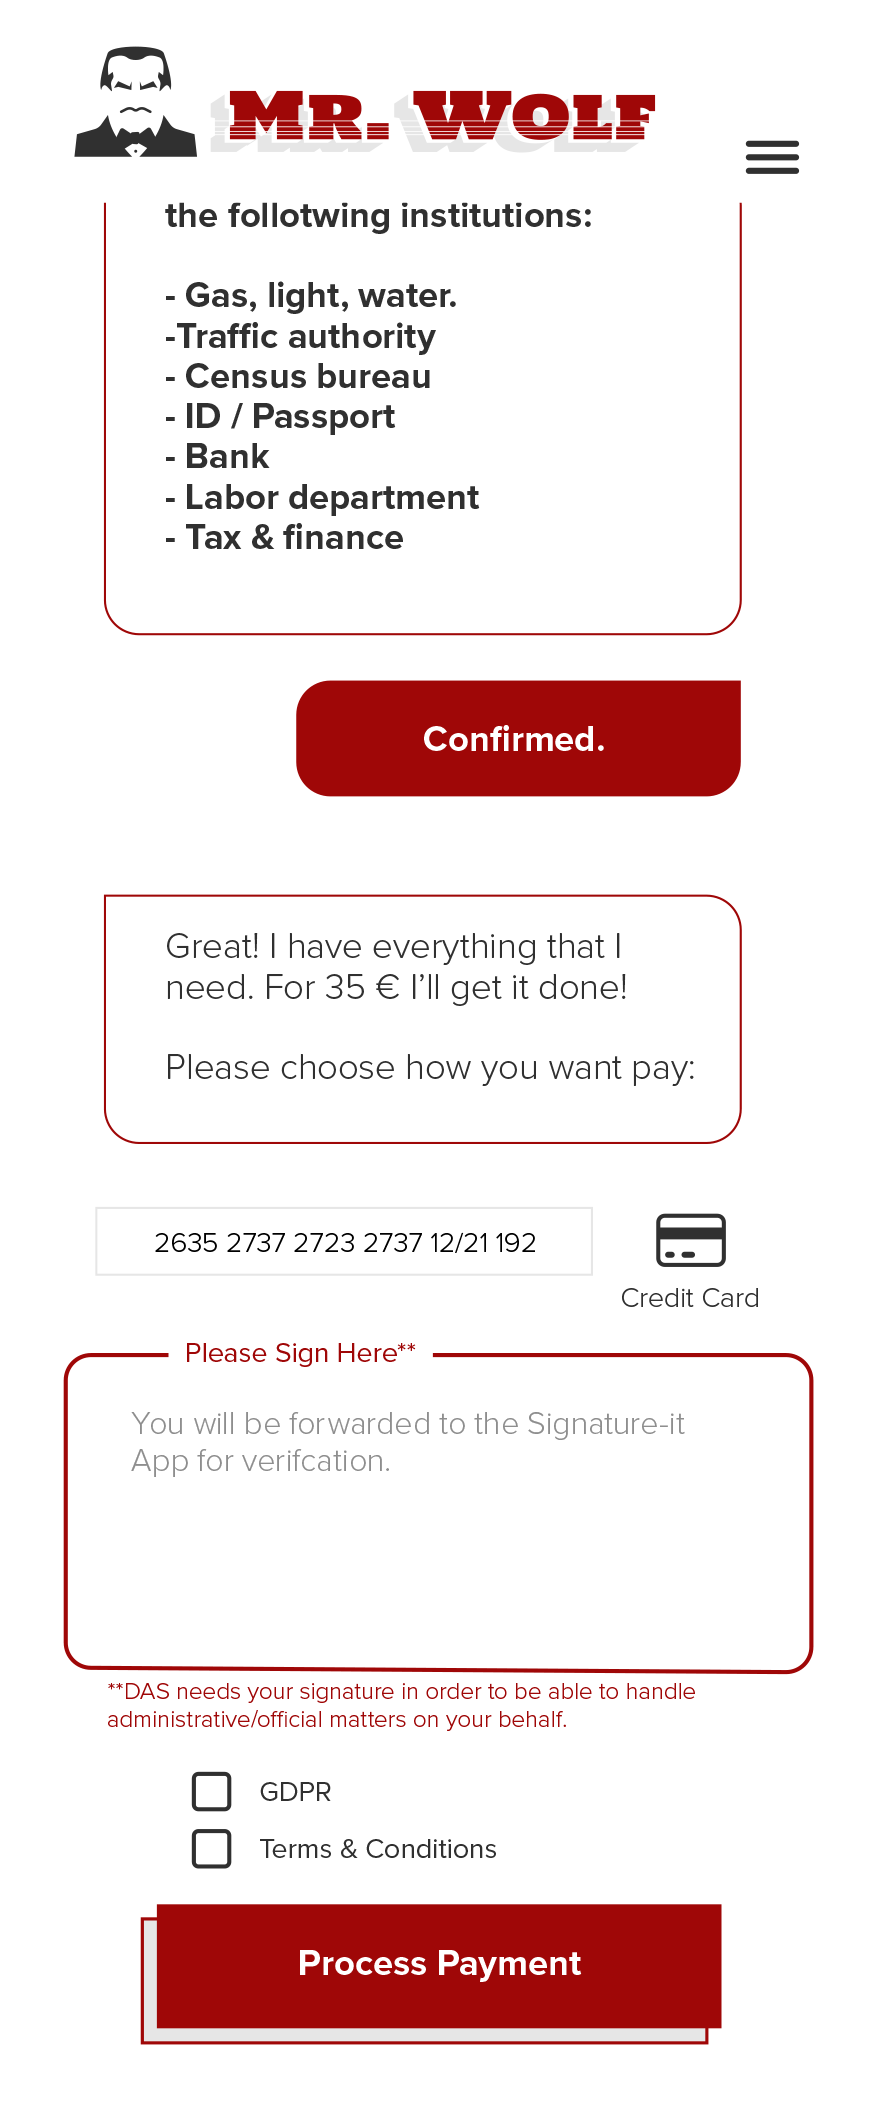 Mr. Wolf
the follotwing institutions:
- Gas, light, water.
-Traffic authority
- Census bureau
- ID / Passport
- Bank
- Labor department
- Tax & finance
Confirmed.
Great! I have everything that I
need. For 35 € I’ll get it done!
Please choose how you want pay:
2635 2737 2723 2737 12/21 192
Credit Card
Please Sign Here**
You will be forwarded to the Signature-it
App for verifcation.
**DAS needs your signature in order to be able to handle
administrative/official matters on your behalf.
GDPR
Terms & Conditions
Process Payment